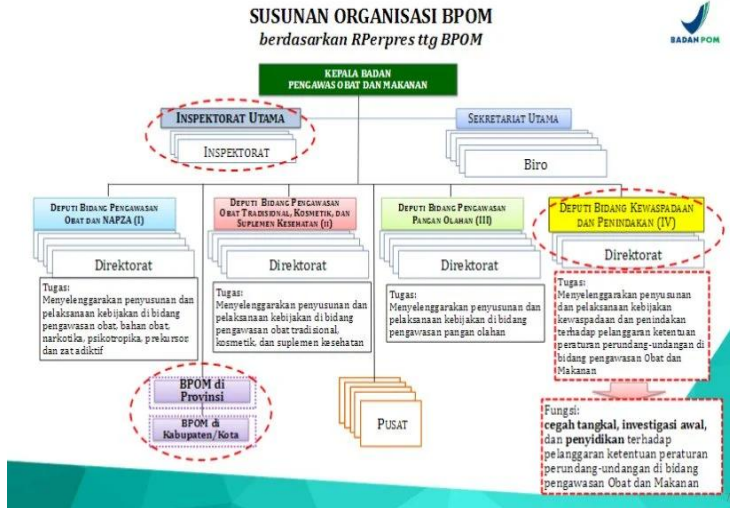 SUSUNAN ORGANISASI BPOM
berdasarkan RPerpres ttg BPOM
BADAN POM
KEPALA BADAN
PENGAWAS OBAT DAN MAKANAN
INSPEKTORAT UTAMA
INSPEKTORAT
SEKRETARIAT UTAMA
Biro
DEPUTI BIDANG PENGAWASAN
OBAT DAN NAPZA (I)
Direktorat
Tugas:
Menyelenggarakan penyusunan dan
pelaksanaan kebijakan di bidang
pengawasan obat, bahan obat,
narkotika, psikotropika, prekursor
dan zat adiktif
DEPUTI BIDANG PENGAWASAN
OBAT TRADISIONAL, KOSMETIK, DAN
SUPLEMEN KESEHATAN (II)
Direktorat
Tugas:
Menyelenggarakan penyusunan dan
pelaksanaan kebijakan di bidang
pengawasan obat tradisional,
kosmetik, dan suplemen kesehatan
DEPUTI BIDANG PENGAWASAN
PANGAN OLAHAN (III)
Direktorat
Tugas:
Menyelenggarakan penyusunan dan
pelaksanaan kebijakan di bidang
pengawasan pangan olahan
DEPUTI BIDANG KEWASPADAAN
DAN PENINDAKAN (IV)
Direktorat
Tugas:
Menyelenggarakan penyusunan
dan pelaksanaan kebijakan
kewaspadaan dan penindakan
terhadap pelanggaran ketentuan
peraturan perundang-undangan di
bidang pengawasan Obat dan
Makanan
BPOM di
Provinsi
BPOM di
Kabupaten/Kota
PUSAT
Fungsi:
cegah tangkal, investigasi awal,
dan penyidikan terhadap
pelanggaran ketentuan peraturan
perundang-undangan di bidang
pengawasan Obat dan Makanan